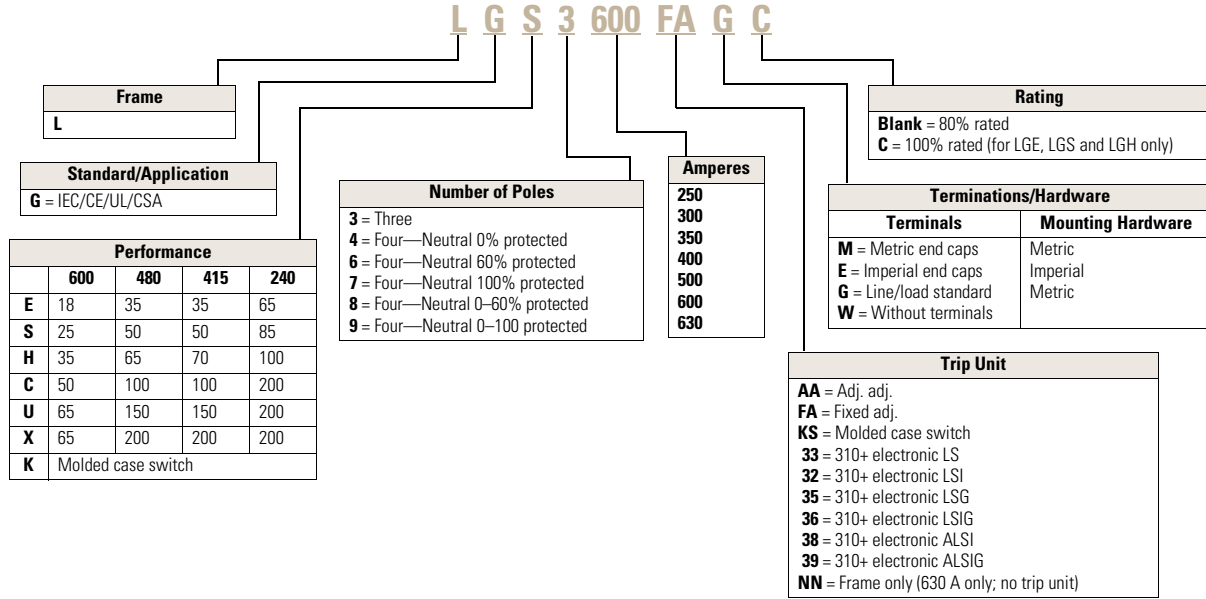 L G S 3 600 FA G C
Frame
L
Standard/Application
G = IEC/CE/UL/CSA
Performance
600 480 415 240
E 18 35 35 65
S 25 50 50 85
H 35 65 70 100
C 50 100 100 200
U 65 150 150 200
X 65 200 200 200
K Molded case switch
Number of Poles
3 = Three
4 = Four—Neutral 0% protected
6 = Four—Neutral 60% protected
7 = Four—Neutral 100% protected
8 = Four—Neutral 0–60% protected
9 = Four—Neutral 0–100 protected
Amperes
250
300
350
400
500
600
630
Rating
Blank = 80% rated
C = 100% rated (for LGE, LGS and LGH only)
Terminations/Hardware
Terminals Mounting Hardware
M = Metric end caps Metric
E = Imperial end caps Imperial
G = Line/load standard Metric
W = Without terminals
Trip Unit
AA = Adj. adj.
FA = Fixed adj.
KS = Molded case switch
33 = 310+ electronic LS
32 = 310+ electronic LSI
35 = 310+ electronic LSG
36 = 310+ electronic LSIG
38 = 310+ electronic ALSI
39 = 310+ electronic ALSIG
NN = Frame only (630 A only; no trip unit)